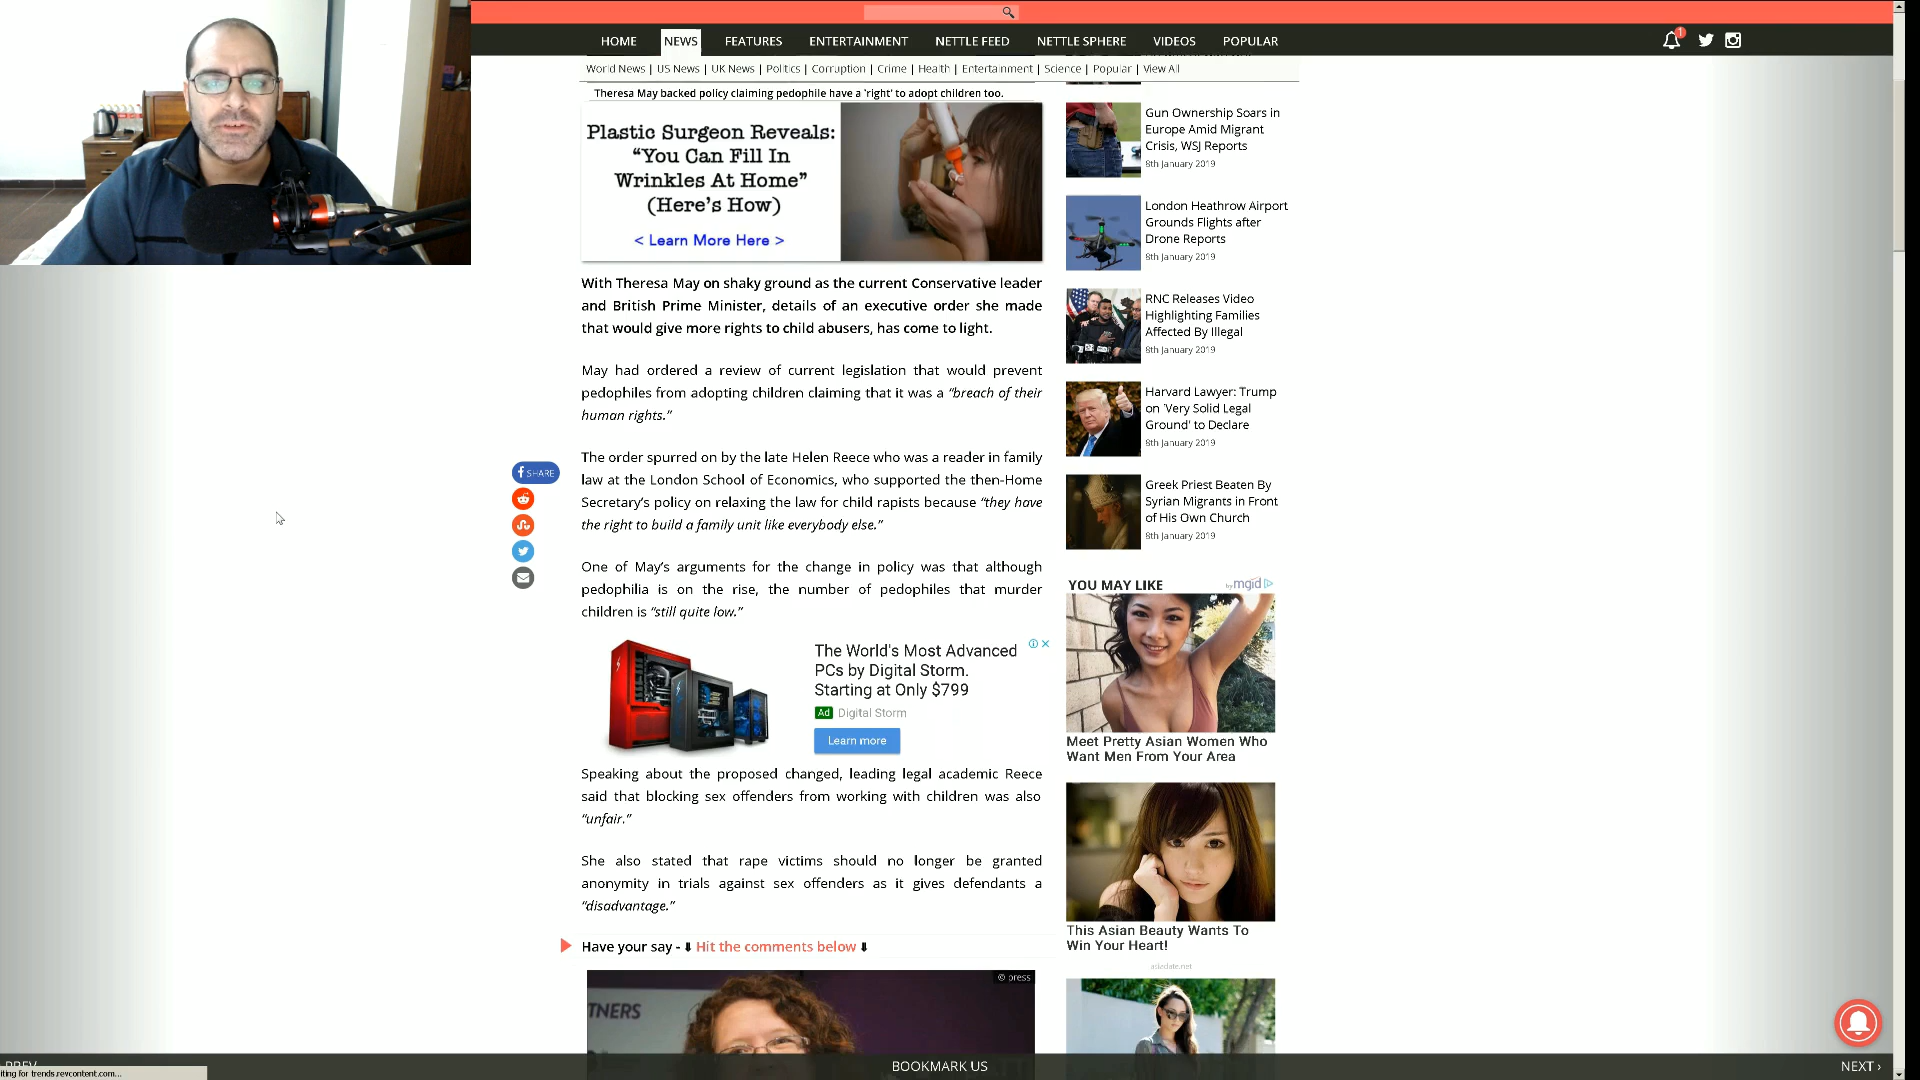 HOME NEWS FEATURES ENTERTAINMENT NETTLE FEED NETTLE SPHERE VIDEOS POPULAR
1
World News | US News | UK News | Politics | Corruption | Crime | Health | Entertainment | Science | Popular | View All
Theresa May backed policy claiming pedophile have a 'right' to adopt children too.
Plastic Surgeon Reveals:
“You Can Fill In
Wrinkles At Home”
(Here’s How)
< Learn More Here >
With Theresa May on shaky ground as the current Conservative leader
and British Prime Minister, details of an executive order she made
that would give more rights to child abusers, has come to light.
May had ordered a review of current legislation that would prevent
pedophiles from adopting children claiming that it was a “breach of their
human rights.”
The order spurred on by the late Helen Reece who was a reader in family
law at the London School of Economics, who supported the then-Home
Secretary’s policy on relaxing the law for child rapists because “they have
the right to build a family unit like everybody else.”
One of May’s arguments for the change in policy was that although
pedophilia is on the rise, the number of pedophiles that murder
children is “still quite low.”
SHARE
The World's Most Advanced
PCs by Digital Storm.
Starting at Only $799
Ad Digital Storm
Learn more
Speaking about the proposed changed, leading legal academic Reece
said that blocking sex offenders from working with children was also
“unfair.”
She also stated that rape victims should no longer be granted
anonymity in trials against sex offenders as it gives defendants a
“disadvantage.”
Have your say - ⬇ Hit the comments below ⬇
© press
TNERS
Gun Ownership Soars in
Europe Amid Migrant
Crisis, WSJ Reports
8th January 2019
London Heathrow Airport
Grounds Flights after
Drone Reports
8th January 2019
RNC Releases Video
Highlighting Families
Affected By Illegal
8th January 2019
Harvard Lawyer: Trump
on 'Very Solid Legal
Ground' to Declare
8th January 2019
Greek Priest Beaten By
Syrian Migrants in Front
of His Own Church
8th January 2019
YOU MAY LIKE
by mgid
Meet Pretty Asian Women Who
Want Men From Your Area
This Asian Beauty Wants To
Win Your Heart!
asiadate.net
PREV
BOOKMARK US
NEXT ›
iting for trends.revcontent.com...